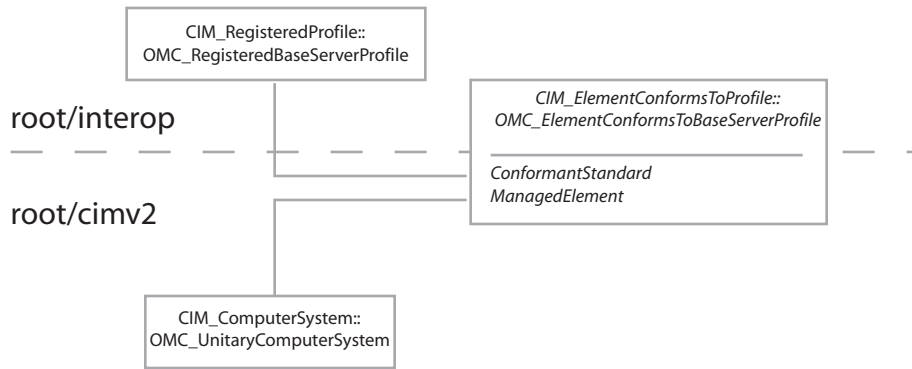 CIM_RegisteredProfile::
OMC_RegisteredBaseServerProfile
CIM_ElementConformsToProfile::
OMC_ElementConformsToBaseServerProfile
root/interop
ConformantStandard
ManagedElement
root/cimv2
CIM_ComputerSystem::
OMC_UnitaryComputerSystem